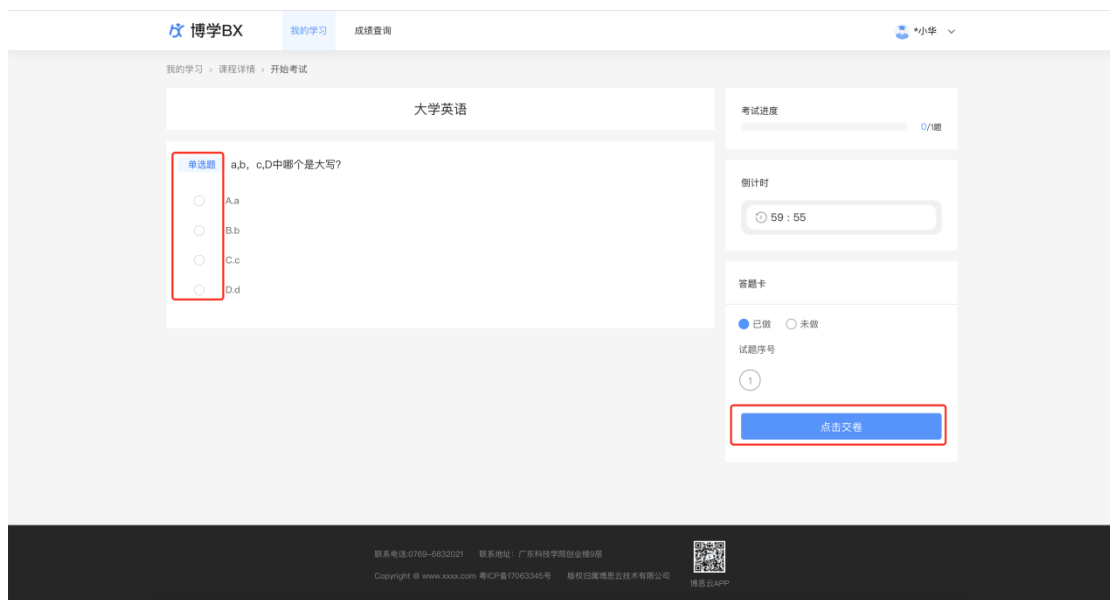 博学BX 我的学习 成绩查询 *小华
我的学习 > 课程详情 > 开始考试
大学英语
考试进度
0/1题
单选题 a,b，c,D中哪个是大写?
A.a
B.b
C.c
D.d
倒计时
59 : 55
答题卡
已做 未做
试题序号
1
点击交卷
联系电话:0769-6832021 联系地址：广东科技学院创业楼9层
Copyright © www.xxxx.com 粤ICP备17063345号 版权归属博思云技术有限公司
博思云APP